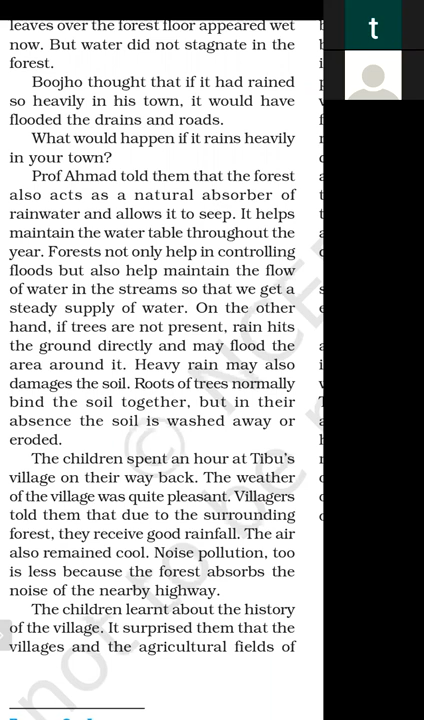 leaves over the forest floor appeared wet
now. But water did not stagnate in the
forest.
Boojho thought that if it had rained
so heavily in his town, it would have
flooded the drains and roads.
What would happen if it rains heavily
in your town?
Prof Ahmad told them that the forest
also acts as a natural absorber of
rainwater and allows it to seep. It helps
maintain the water table throughout the
year. Forests not only help in controlling
floods but also help maintain the flow
of water in the streams so that we get a
steady supply of water. On the other
hand, if trees are not present, rain hits
the ground directly and may flood the
area around it. Heavy rain may also
damages the soil. Roots of trees normally
bind the soil together, but in their
absence the soil is washed away or
eroded.
The children spent an hour at Tibu's
village on their way back. The weather
of the village was quite pleasant. Villagers
told them that due to the surrounding
forest, they receive good rainfall. The air
also remained cool. Noise pollution, too
is less because the forest absorbs the
noise of the nearby highway.
The children learnt about the history
of the village. It surprised them that the
villages and the agricultural fields of
t
© NCE
not to be